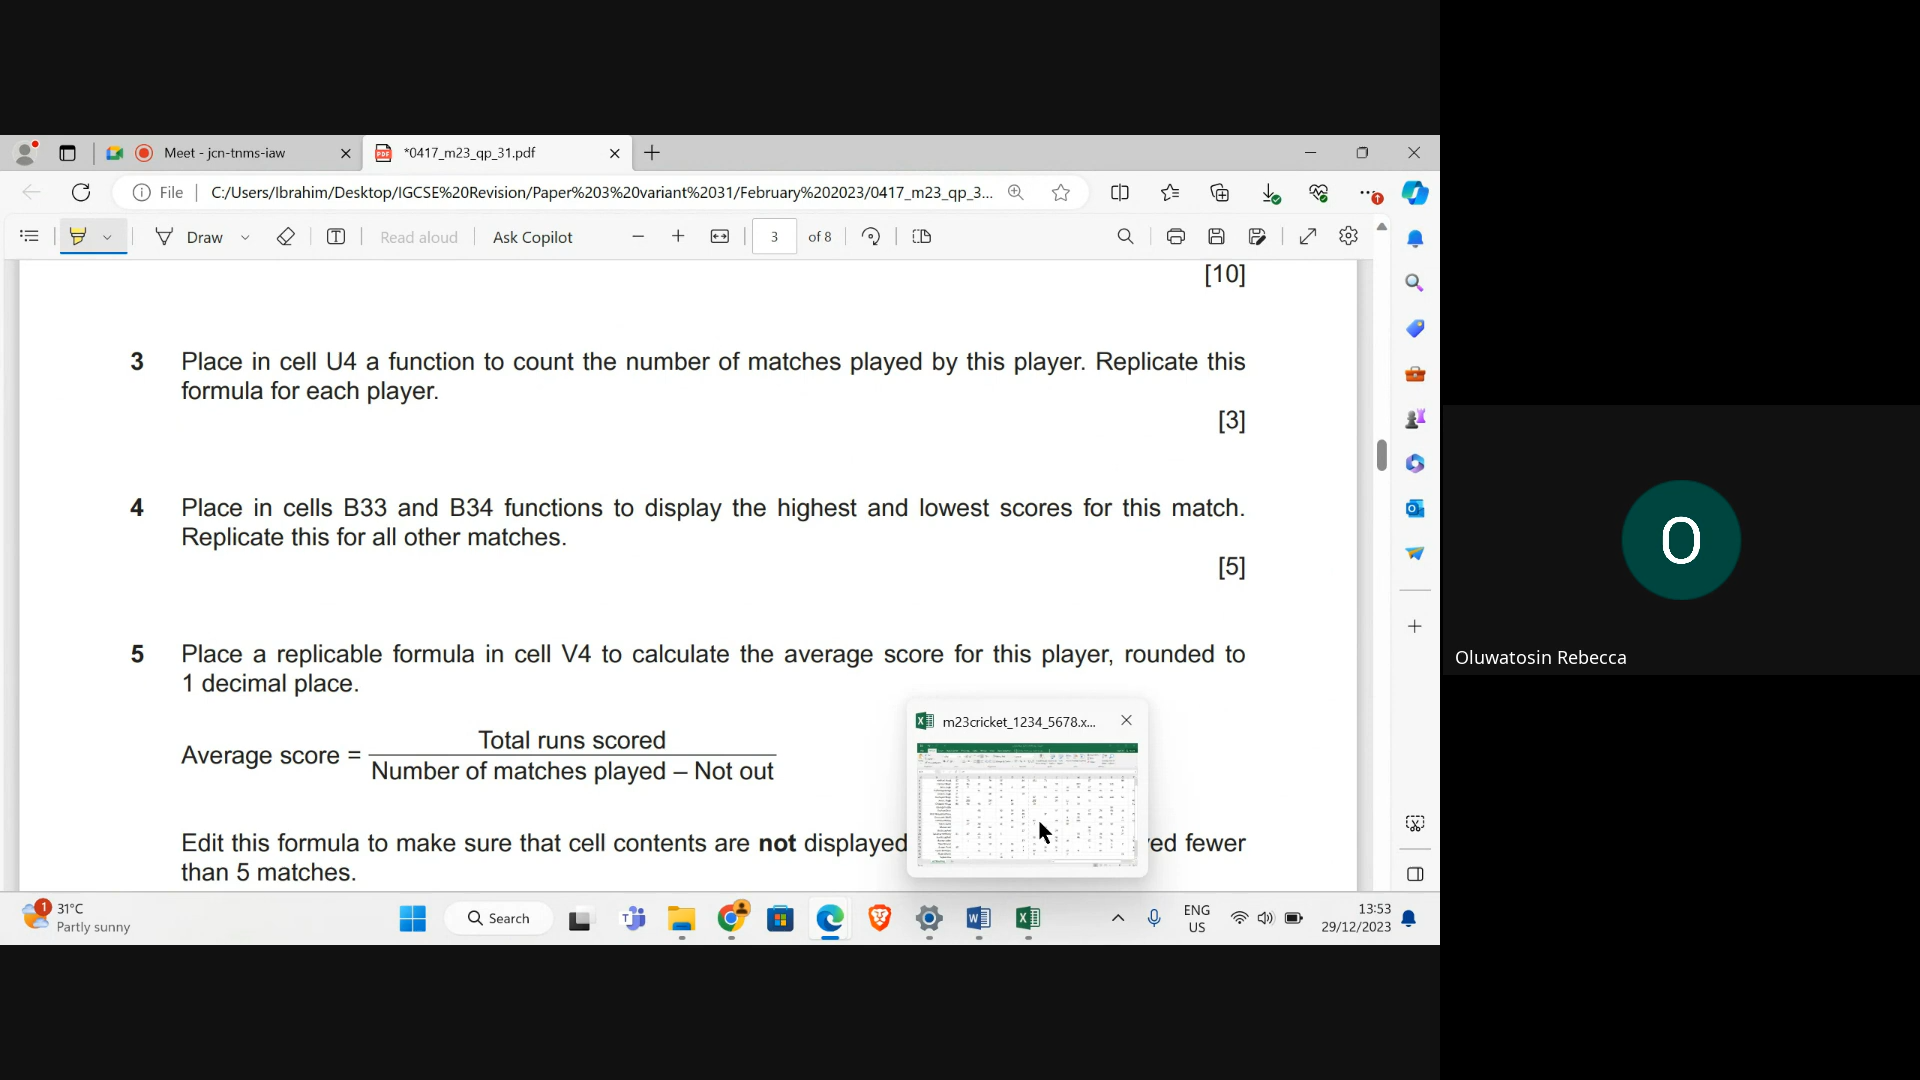 Meet - jcn-tnms-iaw
*0417_m23_qp_31.pdf
File
C:/Users/Ibrahim/Desktop/IGCSE%20Revision/Paper%203%20variant%2031/February%202023/0417_m23_qp_3...
Draw
Read aloud
Ask Copilot
3
of 8
[10]
3 Place in cell U4 a function to count the number of matches played by this player. Replicate this
formula for each player.
[3]
4 Place in cells B33 and B34 functions to display the highest and lowest scores for this match.
Replicate this for all other matches.
[5]
5 Place a replicable formula in cell V4 to calculate the average score for this player, rounded to
1 decimal place.
Average score =
Total runs scored
Number of matches played – Not out
Edit this formula to make sure that cell contents are not displayed
ed fewer
than 5 matches.
m23cricket_1234_5678.x...
O
Oluwatosin Rebecca
1
31°C
Partly sunny
Search
ENG
US
13:53
29/12/2023